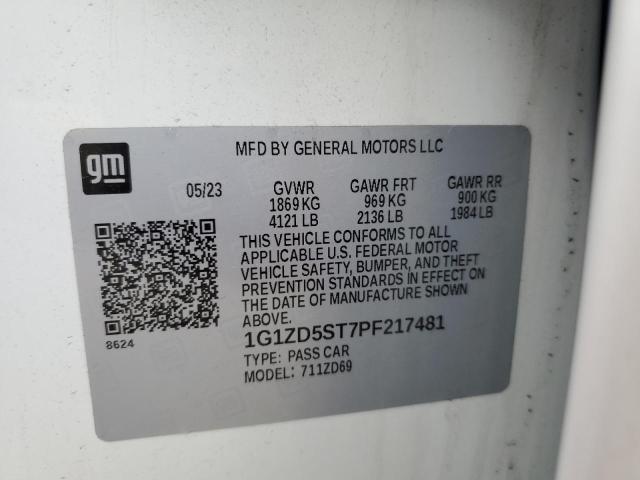 gm
MFD BY GENERAL MOTORS LLC
05/23 GVWR GAWR FRT GAWR RR
1869 KG 969 KG 900 KG
4121 LB 2136 LB 1984 LB
THIS VEHICLE CONFORMS TO ALL
APPLICABLE U.S. FEDERAL MOTOR
VEHICLE SAFETY, BUMPER, AND THEFT
PREVENTION STANDARDS IN EFFECT ON
THE DATE OF MANUFACTURE SHOWN
ABOVE.
8624
1G1ZD5ST7PF217481
TYPE: PASS CAR
MODEL: 711ZD69